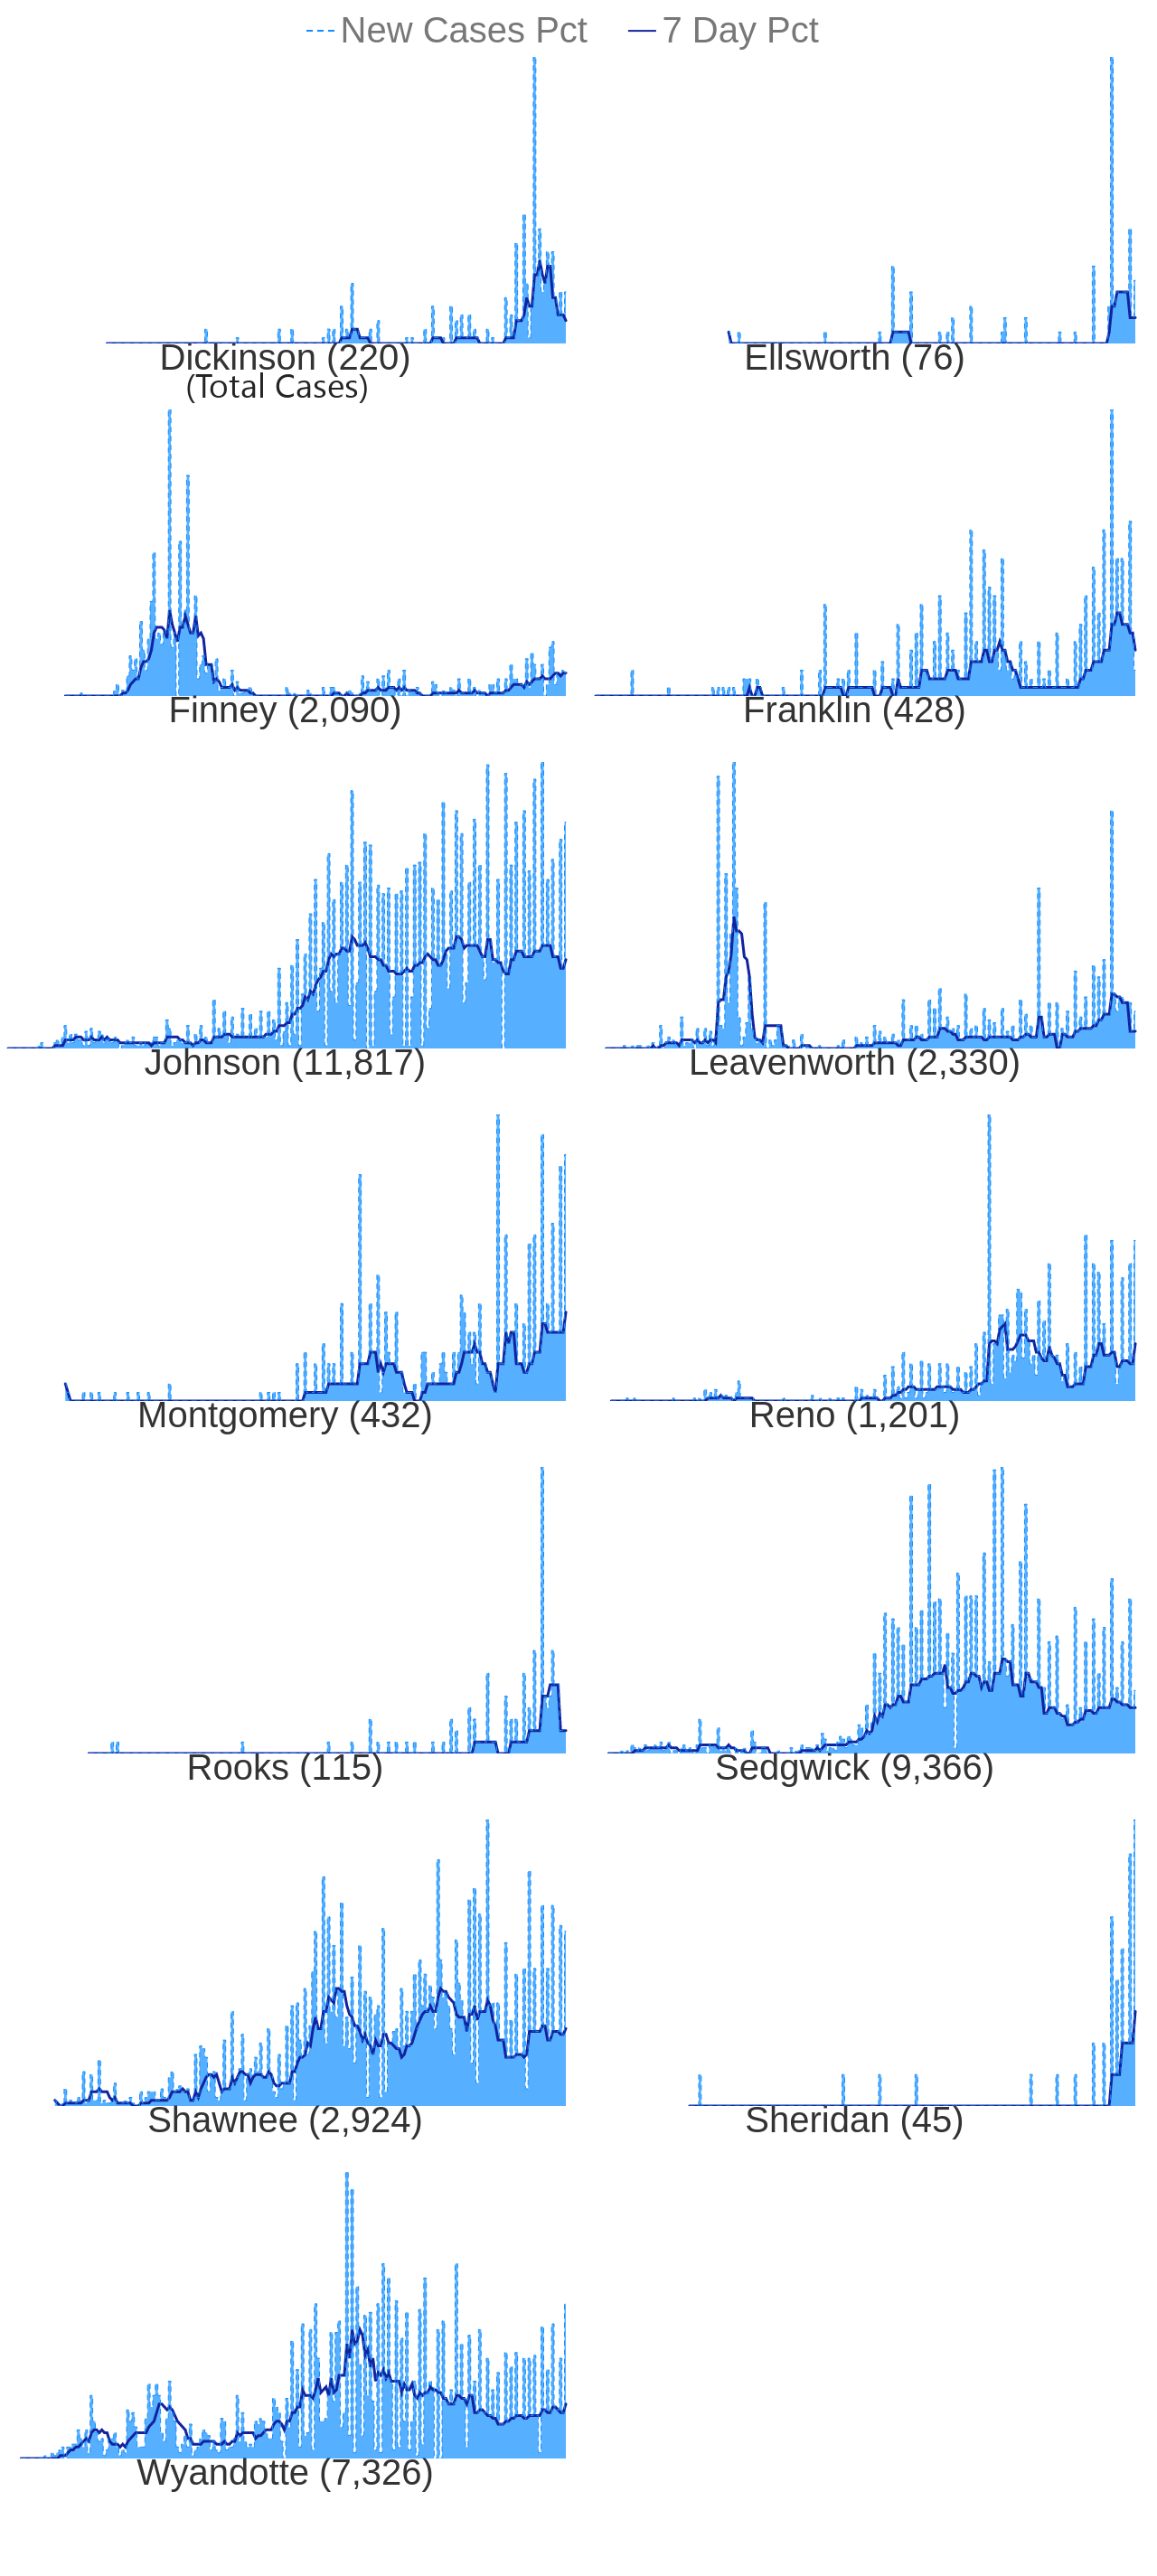 New Cases Pct 7 Day Pct
Dickinson (220) Ellsworth (76)
(Total Cases)
Finney (2,090) Franklin (428)
Johnson (11,817) Leavenworth (2,330)
Montgomery (432) Reno (1,201)
Rooks (115) Sedgwick (9,366)
Shawnee (2,924) Sheridan (45)
Wyandotte (7,326)